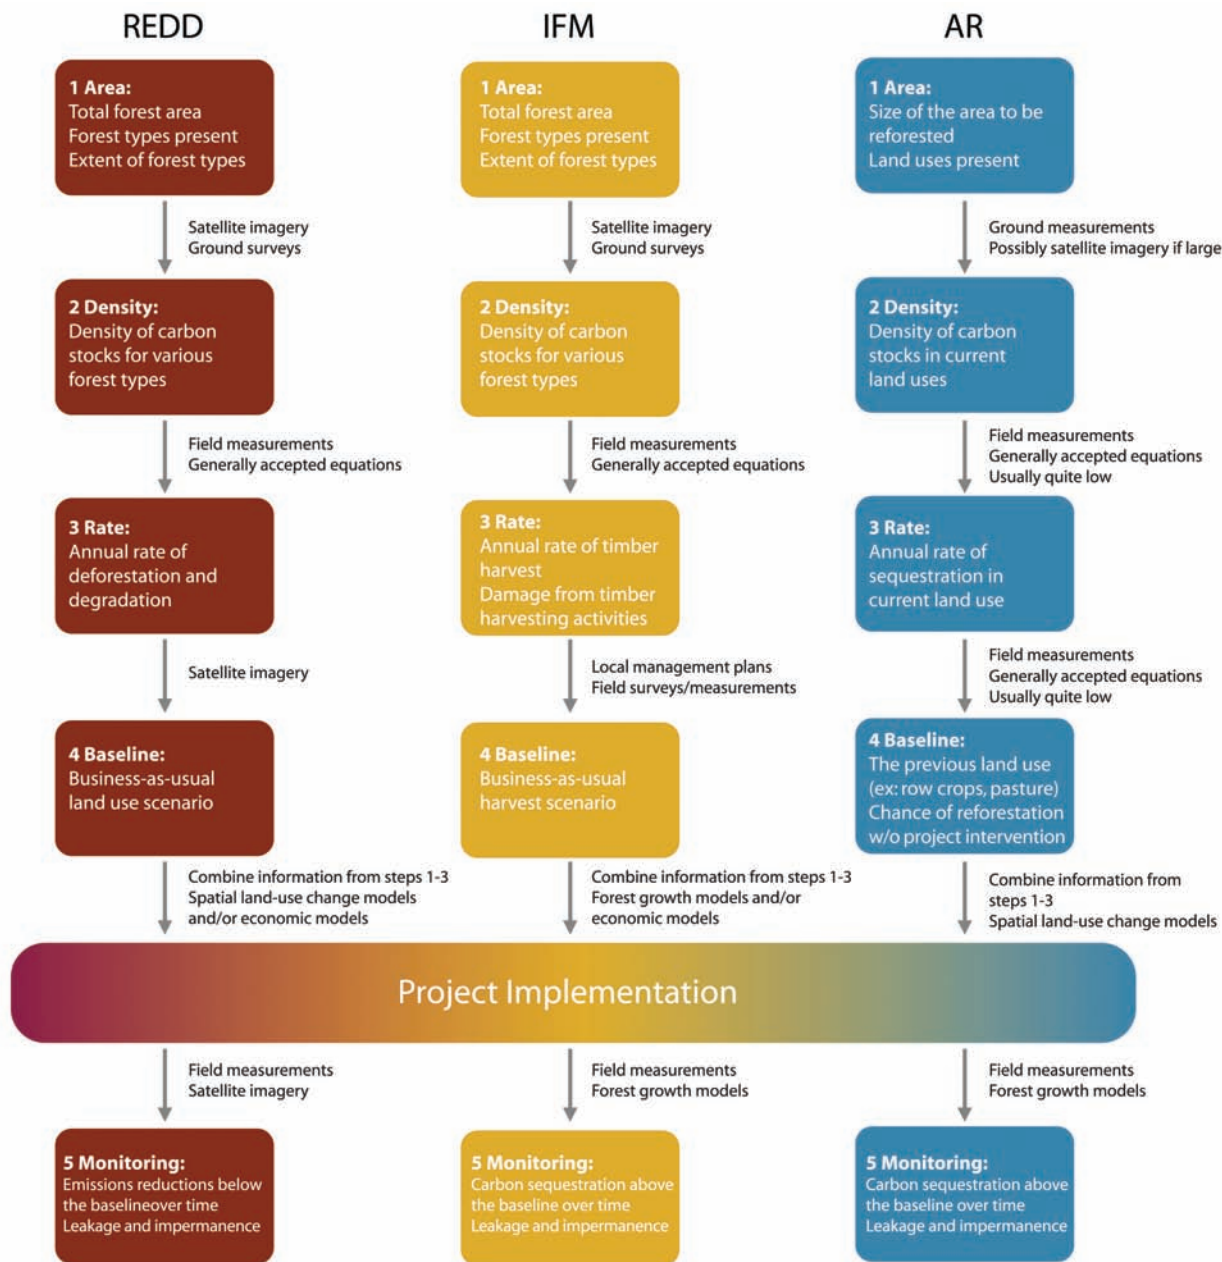 REDD
IFM
AR
1 Area:
Total forest area
Forest types present
Extent of forest types
1 Area:
Total forest area
Forest types present
Extent of forest types
1 Area:
Size of the area to be
reforested
Land uses present
Satellite imagery
Ground surveys
Satellite imagery
Ground surveys
Ground measurements
Possibly satellite imagery if large
2 Density:
Density of carbon
stocks for various
forest types
2 Density:
Density of carbon
stocks for various
forest types
2 Density:
Density of carbon
stocks in current
land uses
Field measurements
Generally accepted equations
Field measurements
Generally accepted equations
Field measurements
Generally accepted equations
Usually quite low
3 Rate:
Annual rate of
deforestation and
degradation
3 Rate:
Annual rate of timber
harvest
Damage from timber
harvesting activities
3 Rate:
Annual rate of
sequestration in
current land use
Satellite imagery
Local management plans
Field surveys/measurements
Field measurements
Generally accepted equations
Usually quite low
4 Baseline:
Business-as-usual
land use scenario
4 Baseline:
Business-as-usual
harvest scenario
4 Baseline:
The previous land use
(ex: row crops, pasture)
Chance of reforestation
w/o project intervention
Combine information from steps 1-3
Spatial land-use change models
and/or economic models
Combine information from steps 1-3
Forest growth models and/or
economic models
Combine information from
steps 1-3
Spatial land-use change models
Project Implementation
Field measurements
Satellite imagery
Field measurements
Forest growth models
Field measurements
Forest growth models
5 Monitoring:
Emissions reductions below
the baselineover time
Leakage and impermanence
5 Monitoring:
Carbon sequestration above
the baseline over time
Leakage and impermanence
5 Monitoring:
Carbon sequestration above
the baseline over time
Leakage and impermanence